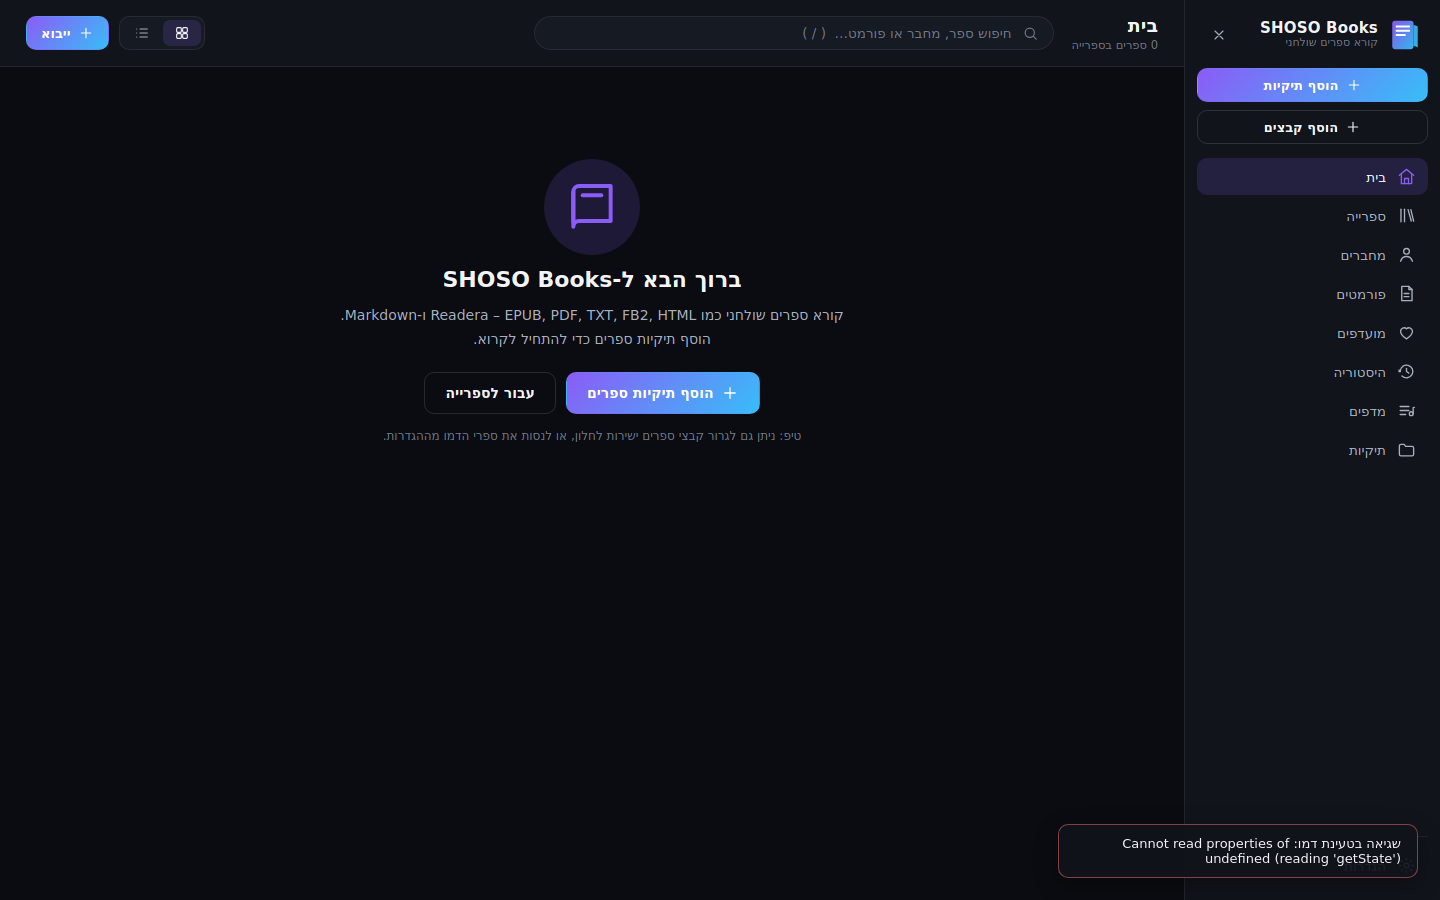 SHOSO Books
קורא ספרים שולחני
הוסף תיקיות
הוסף קבצים
בית
ספרייה
מחברים
פורמטים
מועדפים
היסטוריה
מדפים
תיקיות
בית
0 ספרים בספרייה
חיפוש ספר, מחבר או פורמט... ( / )
ייבוא
ברוך הבא ל-SHOSO Books
קורא ספרים שולחני כמו Readera – EPUB, PDF, TXT, FB2, HTML ו-Markdown.
הוסף תיקיות ספרים כדי להתחיל לקרוא.
הוסף תיקיות ספרים
עבור לספרייה
טיפ: ניתן גם לגרור קבצי ספרים ישירות לחלון, או לנסות את ספרי הדמו מההגדרות.
שגיאה בטעינת דמו: Cannot read properties of
undefined (reading 'getState')